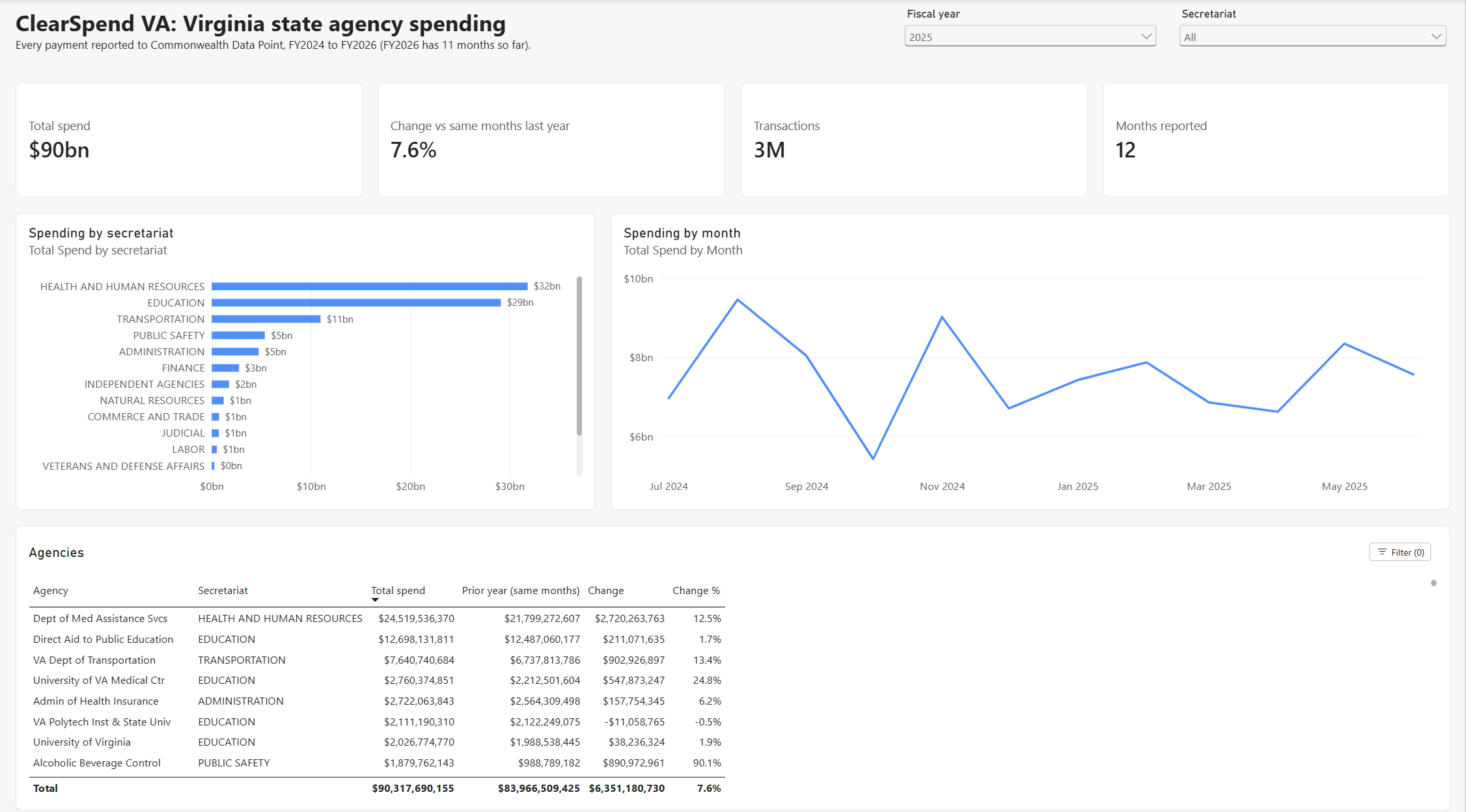 ClearSpend VA: Virginia state agency spending
Every payment reported to Commonwealth Data Point, FY2024 to FY2026 (FY2026 has 11 months so far).
Fiscal year
2025
Secretariat
All
Total spend
$90bn
Change vs same months last year
7.6%
Transactions
3M
Months reported
12
Spending by secretariat
Total Spend by secretariat
HEALTH AND HUMAN RESOURCES $32bn
EDUCATION $29bn
TRANSPORTATION $11bn
PUBLIC SAFETY $5bn
ADMINISTRATION $5bn
FINANCE $3bn
INDEPENDENT AGENCIES $2bn
NATURAL RESOURCES $1bn
COMMERCE AND TRADE $1bn
JUDICIAL $1bn
LABOR $1bn
VETERANS AND DEFENSE AFFAIRS $0bn
$0bn $10bn $20bn $30bn
Spending by month
Total Spend by Month
$10bn
$8bn
$6bn
Jul 2024 Sep 2024 Nov 2024 Jan 2025 Mar 2025 May 2025
Agencies
Filter (0)
Agency Secretariat Total spend Prior year (same months) Change Change %
Dept of Med Assistance Svcs HEALTH AND HUMAN RESOURCES $24,519,536,370 $21,799,272,607 $2,720,263,763 12.5%
Direct Aid to Public Education EDUCATION $12,698,131,811 $12,487,060,177 $211,071,635 1.7%
VA Dept of Transportation TRANSPORTATION $7,640,740,684 $6,737,813,786 $902,926,897 13.4%
University of VA Medical Ctr EDUCATION $2,760,374,851 $2,212,501,604 $547,873,247 24.8%
Admin of Health Insurance ADMINISTRATION $2,722,063,843 $2,564,309,498 $157,754,345 6.2%
VA Polytech Inst & State Univ EDUCATION $2,111,190,310 $2,122,249,075 -$11,058,765 -0.5%
University of Virginia EDUCATION $2,026,774,770 $1,988,538,445 $38,236,324 1.9%
Alcoholic Beverage Control PUBLIC SAFETY $1,879,762,143 $988,789,182 $890,972,961 90.1%
Total $90,317,690,155 $83,966,509,425 $6,351,180,730 7.6%